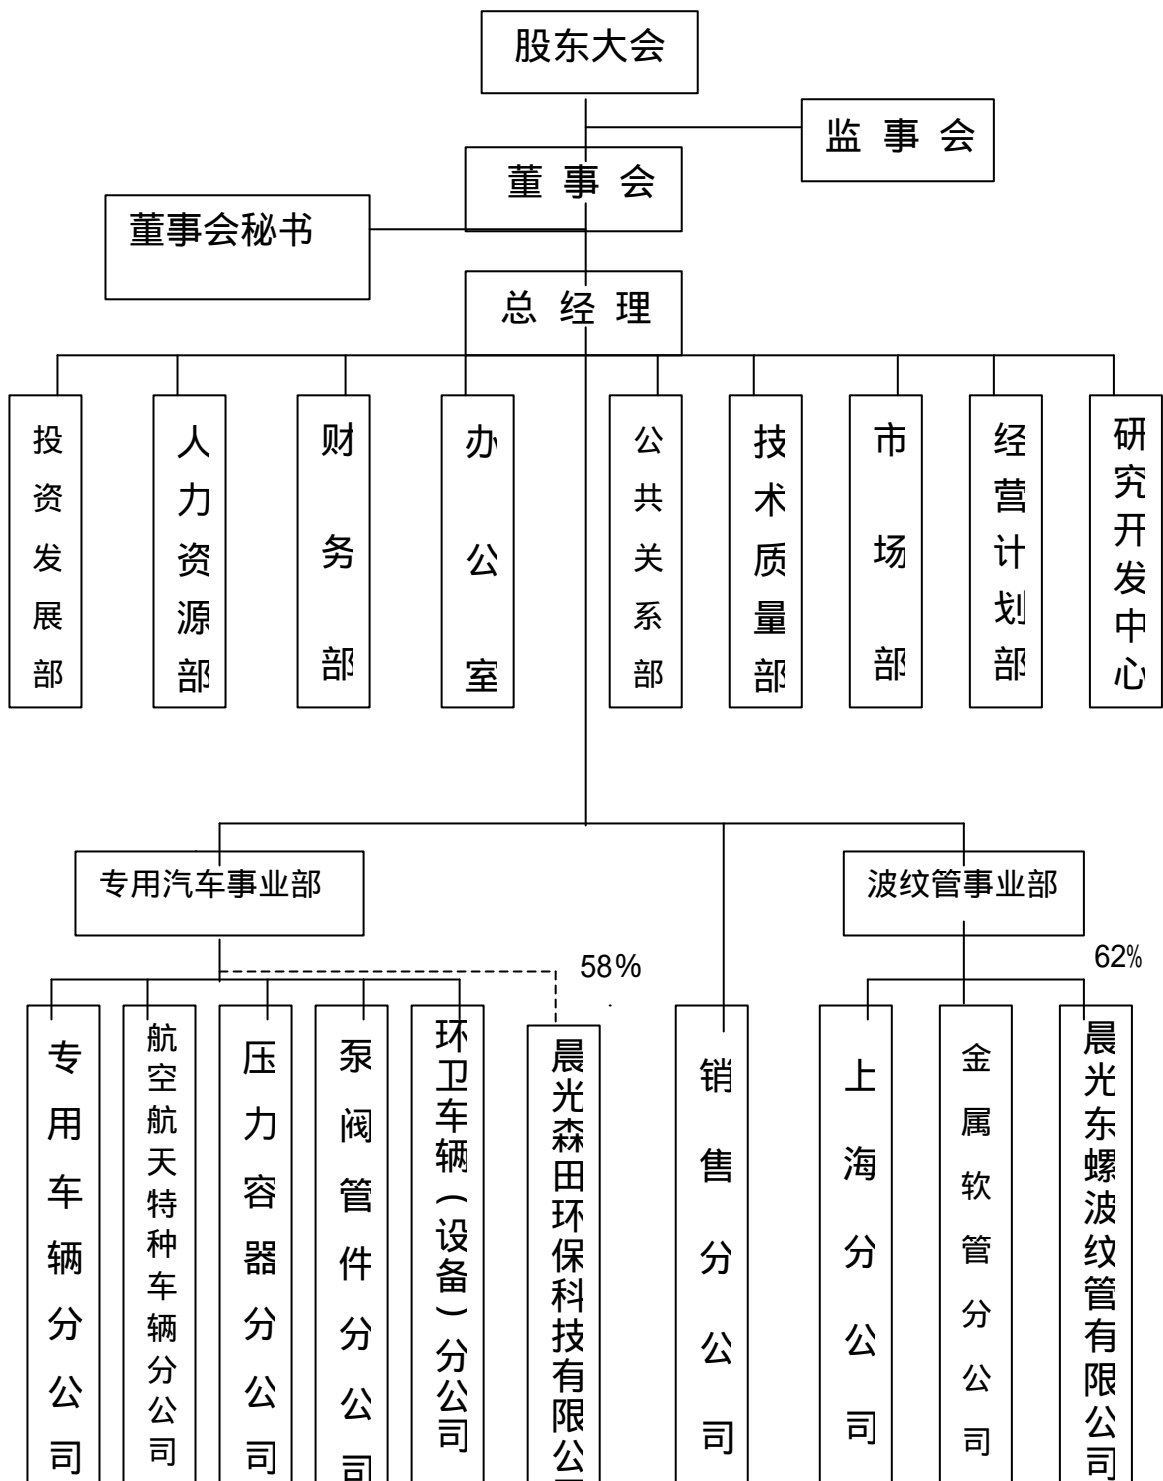 股东大会
监 事 会
董 事 会
董事会秘书
总 经 理
投资发展部
人力资源部
财务部
办公室
公共关系部
技术质量部
市场部
经营计划部
研究开发中心
专用汽车事业部
波纹管事业部
58%
62%
专用车辆分公司
航空航天特种车辆分公司
压力容器分公司
泵阀管件分公司
环卫车辆（设备）分公司
晨光森田环保科技有限公司
销售分公司
上海分公司
金属软管分公司
晨光东螺波纹管有限公司